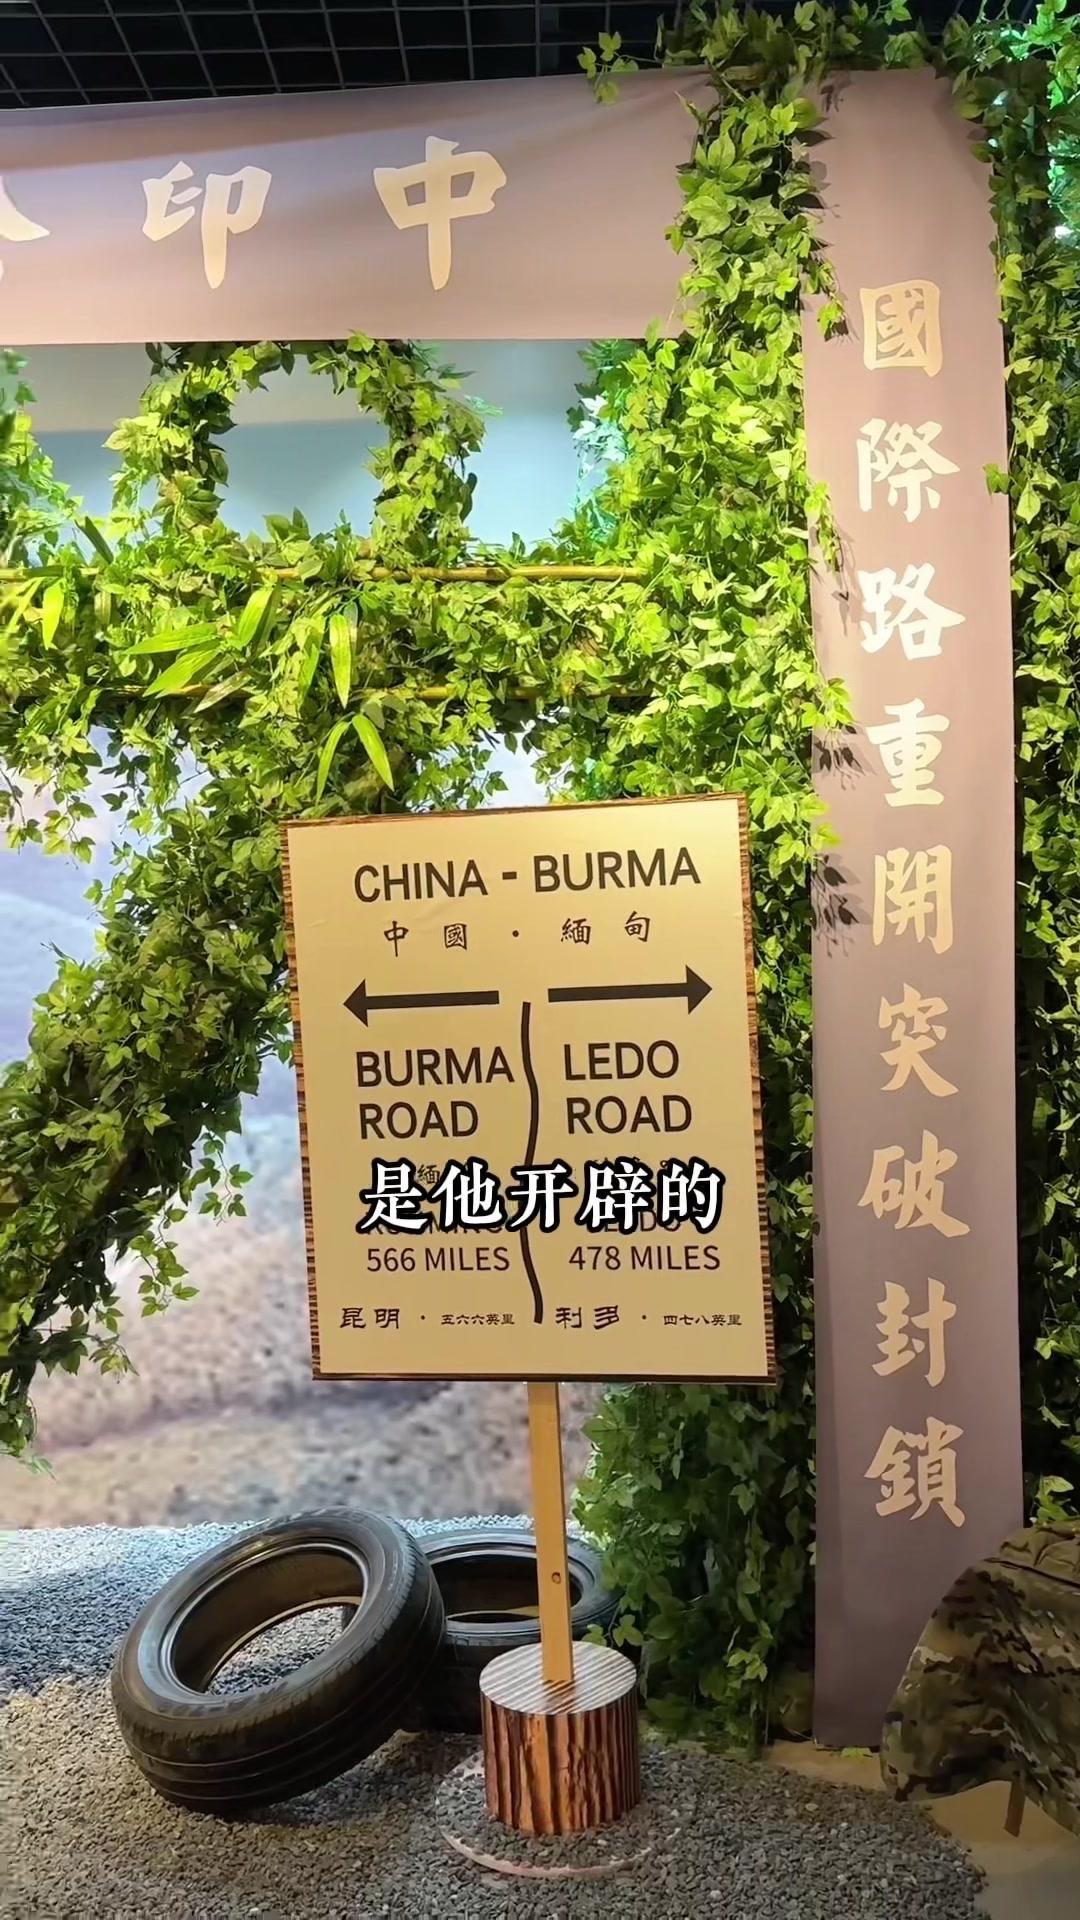 印中
國際路重開突破封鎖
CHINA - BURMA
中國・緬甸
BURMA ROAD
LEDO ROAD
緬
是他开辟的
566 MILES
478 MILES
昆明・五六六英里
利多・四七八英里